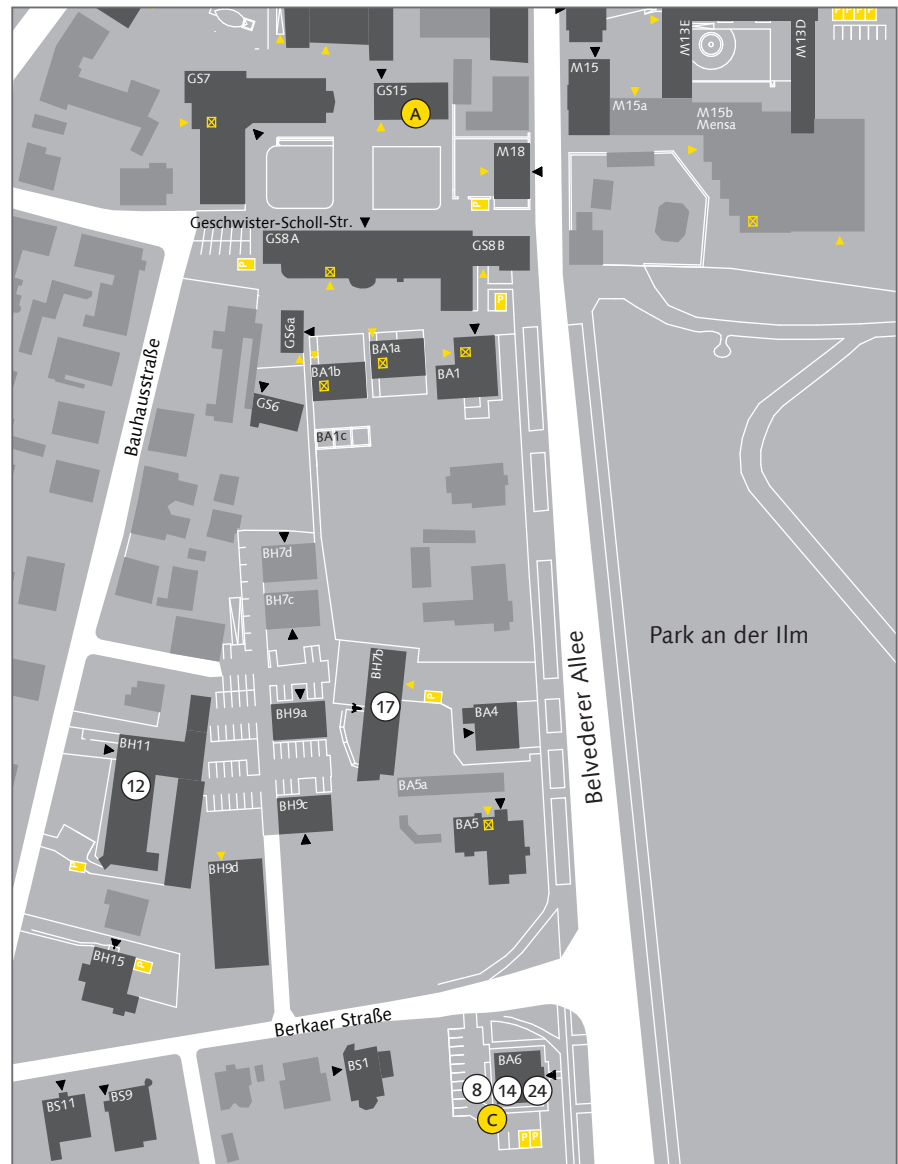 M13E
M13D
P P P P
GS7
GS15
A
M15
M15a
M15b
Mensa
M18
P
Geschwister-Scholl-Str.
GS8A
GS8B
P
P
GS6a
BA1b
BA1a
BA1
GS6
BA1c
Bauhausstraße
BH7d
BH7c
Park an der Ilm
Belvederer Allee
BH7b
17
P
BA4
BH9a
BH11
12
BA5a
BH9c
BA5
BH9d
P
BH15
P
Berkaer Straße
BS1
BA6
8
14
24
C
P P
BS11
BS9